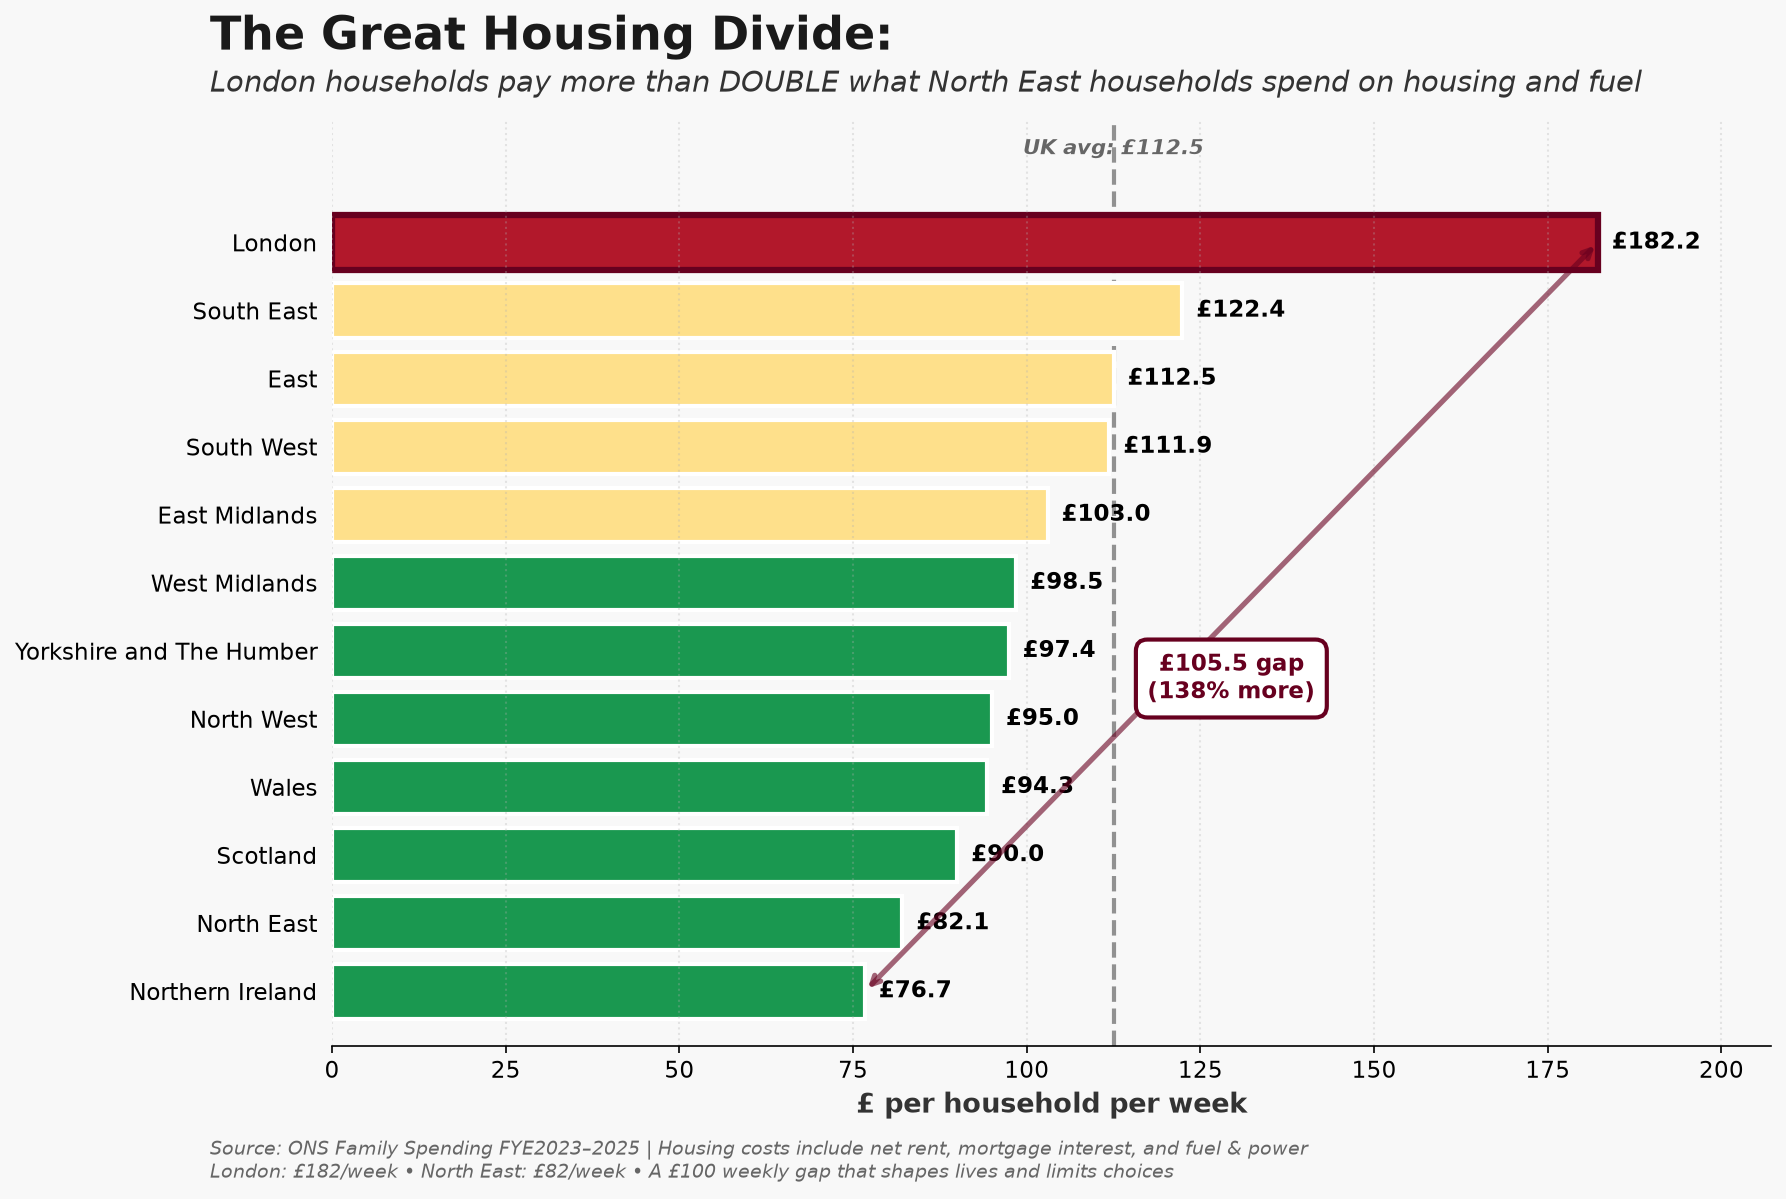 The Great Housing Divide:
London households pay more than DOUBLE what North East households spend on housing and fuel
UK avg: £112.5
London £182.2
South East £122.4
East £112.5
South West £111.9
East Midlands £103.0
West Midlands £98.5
Yorkshire and The Humber £97.4
£105.5 gap
(138% more)
North West £95.0
Wales £94.3
Scotland £90.0
North East £82.1
Northern Ireland £76.7
0 25 50 75 100 125 150 175 200
£ per household per week
Source: ONS Family Spending FYE2023–2025 | Housing costs include net rent, mortgage interest, and fuel & power
London: £182/week • North East: £82/week • A £100 weekly gap that shapes lives and limits choices